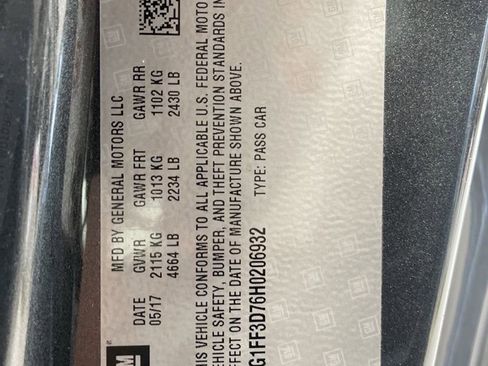 GM
MFD BY GENERAL MOTORS LLC
DATE GVWR GAWR FRT GAWR RR
05/17 2115 KG 1013 KG 1102 KG
4664 LB 2234 LB 2430 LB
VEHICLE CONFORMS TO ALL APPLICABLE U.S. FEDERAL
VEHICLE SAFETY, BUMPER, AND THEFT PREVENTION STANDARDS IN
EFFECT ON THE DATE OF MANUFACTURE SHOWN ABOVE.
G1FF3D76H0206932 TYPE: PASS CAR